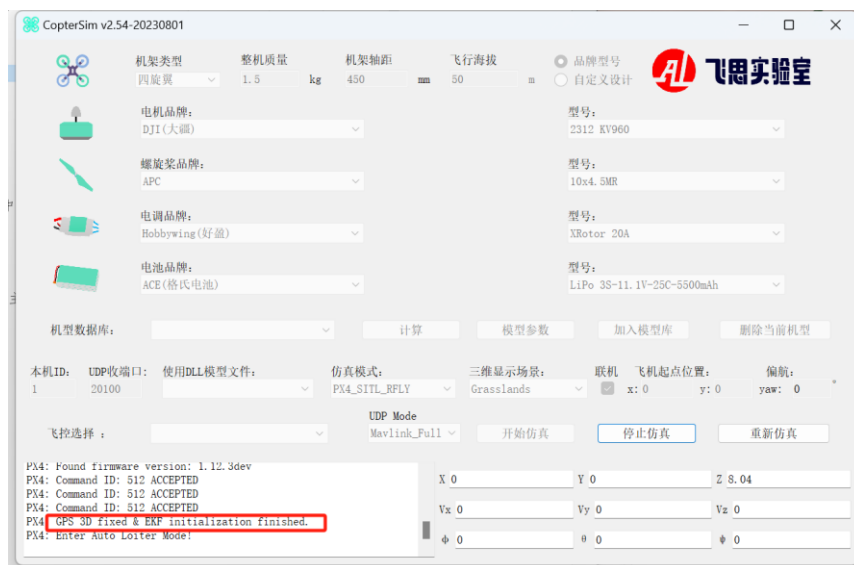 CopterSim v2.54-20230801
机架类型 整机质量 机架轴距 飞行海拔 品牌型号
四旋翼 1.5 kg 450 mm 50 m 自定义设计
飞思实验室
电机品牌： 型号：
DJI(大疆) 2312 KV960
螺旋桨品牌： 型号：
APC 10x4.5MR
电调品牌： 型号：
Hobbywing(好盈) XRotor 20A
电池品牌： 型号：
ACE(格氏电池) LiPo 3S-11.1V-25C-5500mAh
机型数据库： 计算 模型参数 加入模型库 删除当前机型
本机ID: UDP收端口: 使用DLL模型文件: 仿真模式: 三维显示场景: 联机 飞机起点位置: 偏航:
1 20100 PX4_SITL_RFLY Grasslands x: 0 y: 0 yaw: 0 °
UDP Mode
飞控选择 ： Mavlink_Full 开始仿真 停止仿真 重新仿真
PX4: Found firmware version: 1.12.3dev
PX4: Command ID: 512 ACCEPTED
PX4: Command ID: 512 ACCEPTED
PX4: Command ID: 512 ACCEPTED
PX4: GPS 3D fixed & EKF initialization finished.
PX4: Enter Auto Loiter Mode!
X 0 Y 0 Z 8.04
Vx 0 Vy 0 Vz 0
ϕ 0 θ 0 ψ 0